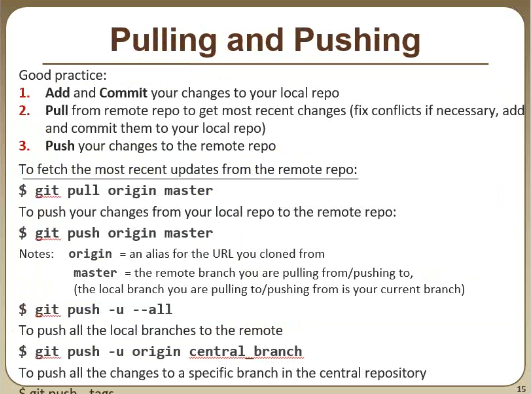 Pulling and Pushing
Good practice:
1. Add and Commit your changes to your local repo
2. Pull from remote repo to get most recent changes (fix conflicts if necessary, add
and commit them to your local repo)
3. Push your changes to the remote repo
To fetch the most recent updates from the remote repo:
$ git pull origin master
To push your changes from your local repo to the remote repo:
$ git push origin master
Notes: origin = an alias for the URL you cloned from
master = the remote branch you are pulling from/pushing to,
(the local branch you are pulling to/pushing from is your current branch)
$ git push -u --all
To push all the local branches to the remote
$ git push -u origin central_branch
To push all the changes to a specific branch in the central repository
$ git push --tags
15